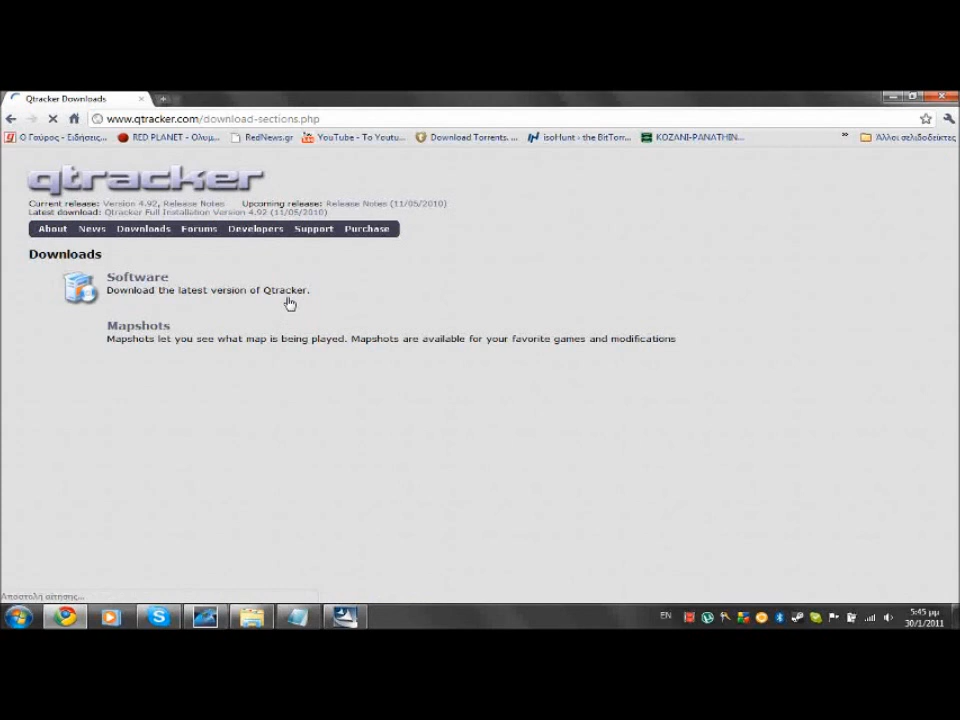 Qtracker Downloads
www.qtracker.com/download-sections.php
Ο Γαύρος - Ειδήσεις... RED PLANET - Ολυμ... RedNews.gr YouTube - Το Youtu... Download Torrents. ... isoHunt - the BitTorr... KOZANI-PANATHIN... » Άλλοι σελιδοδείκτες
qtracker
Current release: Version 4.92, Release Notes Upcoming release: Release Notes (11/05/2010)
Latest download: Qtracker Full Installation Version 4.92 (11/05/2010)
About News Downloads Forums Developers Support Purchase
Downloads
Software
Download the latest version of Qtracker.
Mapshots
Mapshots let you see what map is being played. Mapshots are available for your favorite games and modifications
Αποστολή αίτησης...
EN 5:45 μμ
30/1/2011